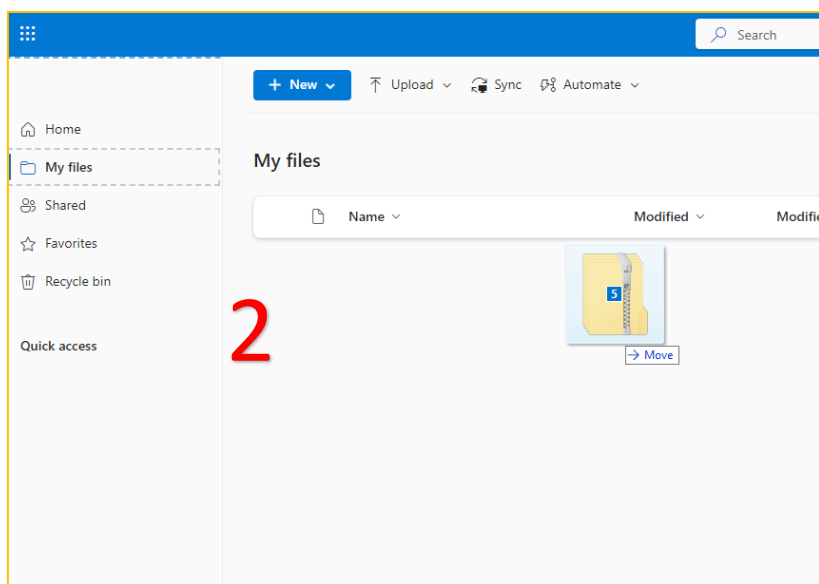 Search
New
Upload
Sync
Automate
Home
My files
Shared
Favorites
Recycle bin
Quick access
My files
Name
Modified
Modifie
2
5
Move